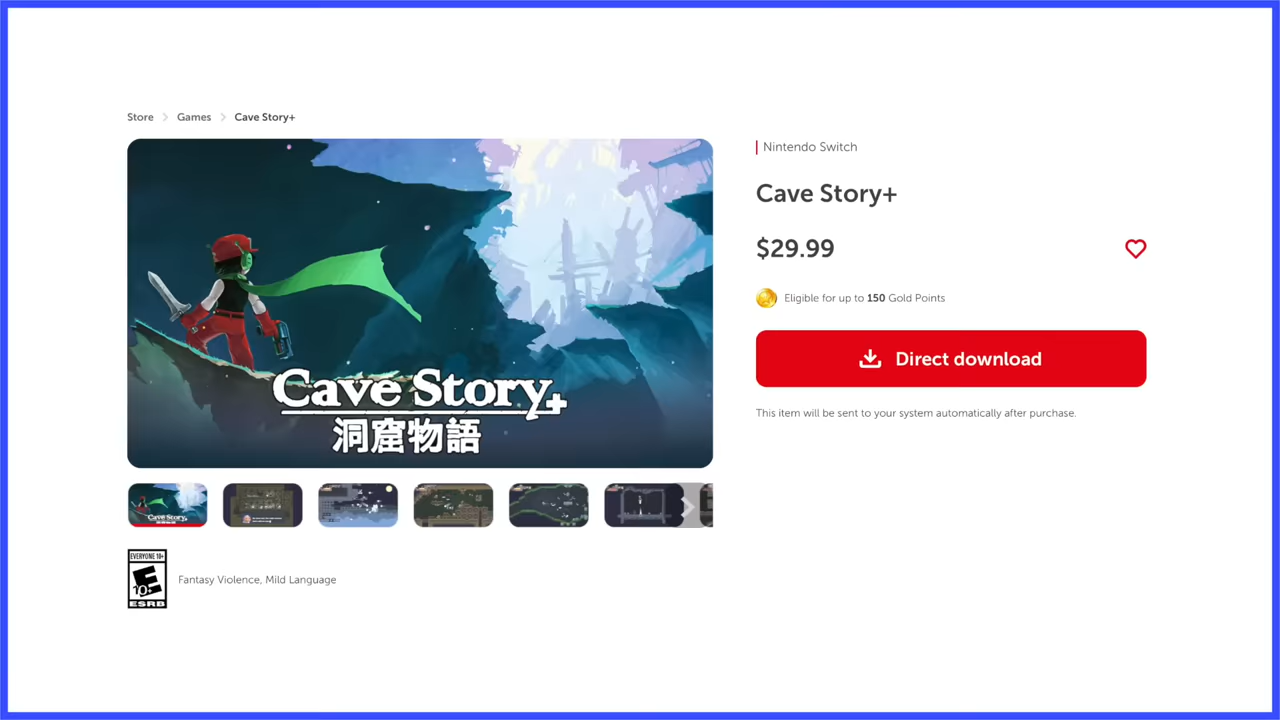 Store > Games > Cave Story+
Nintendo Switch
Cave Story+
$29.99
Eligible for up to 150 Gold Points
Direct download
This item will be sent to your system automatically after purchase.
Cave Story+
洞窟物語
Cave Story+
EVERYONE 10+
E
10+
ESRB
Fantasy Violence, Mild Language